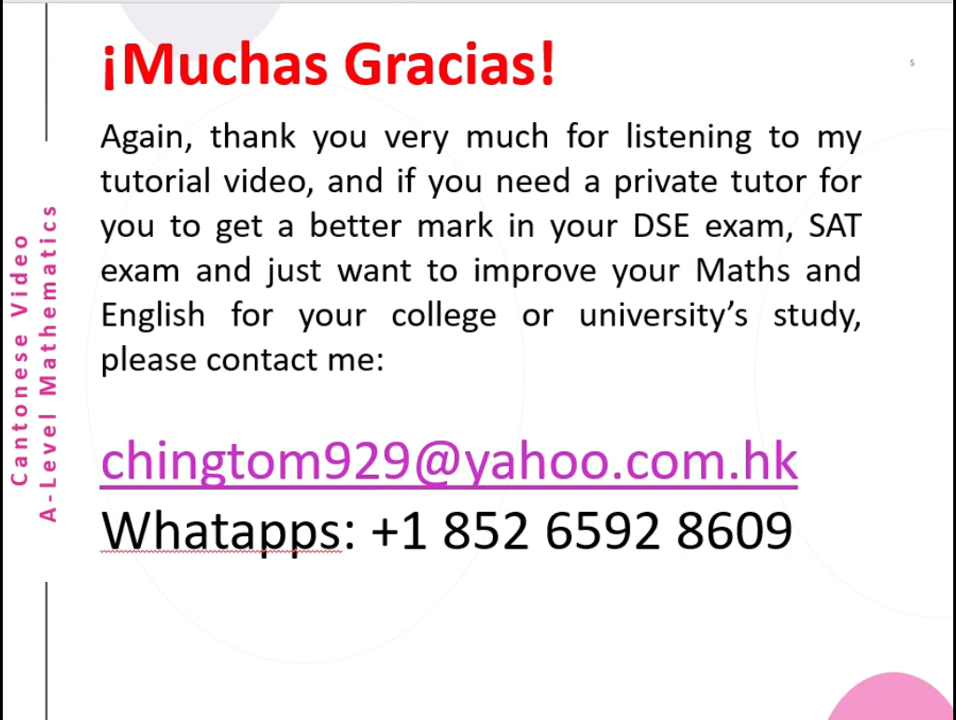 ¡Muchas Gracias!
5
Again, thank you very much for listening to my
tutorial video, and if you need a private tutor for
you to get a better mark in your DSE exam, SAT
exam and just want to improve your Maths and
English for your college or university’s study,
please contact me:
chingtom929@yahoo.com.hk
Whatapps: +1 852 6592 8609
Cantonese Video
A-Level Mathematics